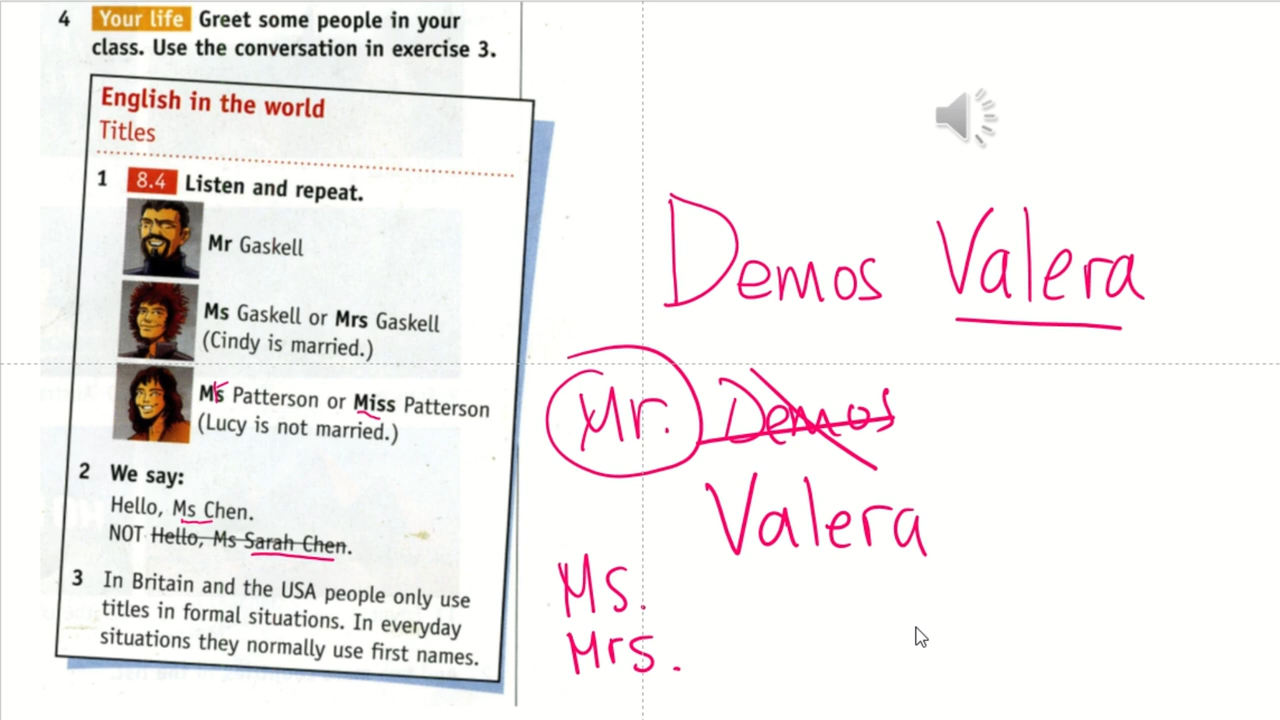 4 Your life Greet some people in your
class. Use the conversation in exercise 3.
English in the world
Titles
1 8.4 Listen and repeat.
Mr Gaskell
Ms Gaskell or Mrs Gaskell
(Cindy is married.)
Ms Patterson or Miss Patterson
(Lucy is not married.)
2 We say:
Hello, Ms Chen.
NOT Hello, Ms Sarah Chen.
3 In Britain and the USA people only use
titles in formal situations. In everyday
situations they normally use first names.
Demos Valera
Mr. Demos
Valera
Ms.
Mrs.